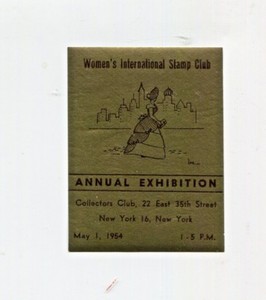 Women's International Stamp Club
ANNUAL EXHIBITION
Collectors Club, 22 East 35th Street
New York 16, New York
May 1, 1954 1-5 P.M.